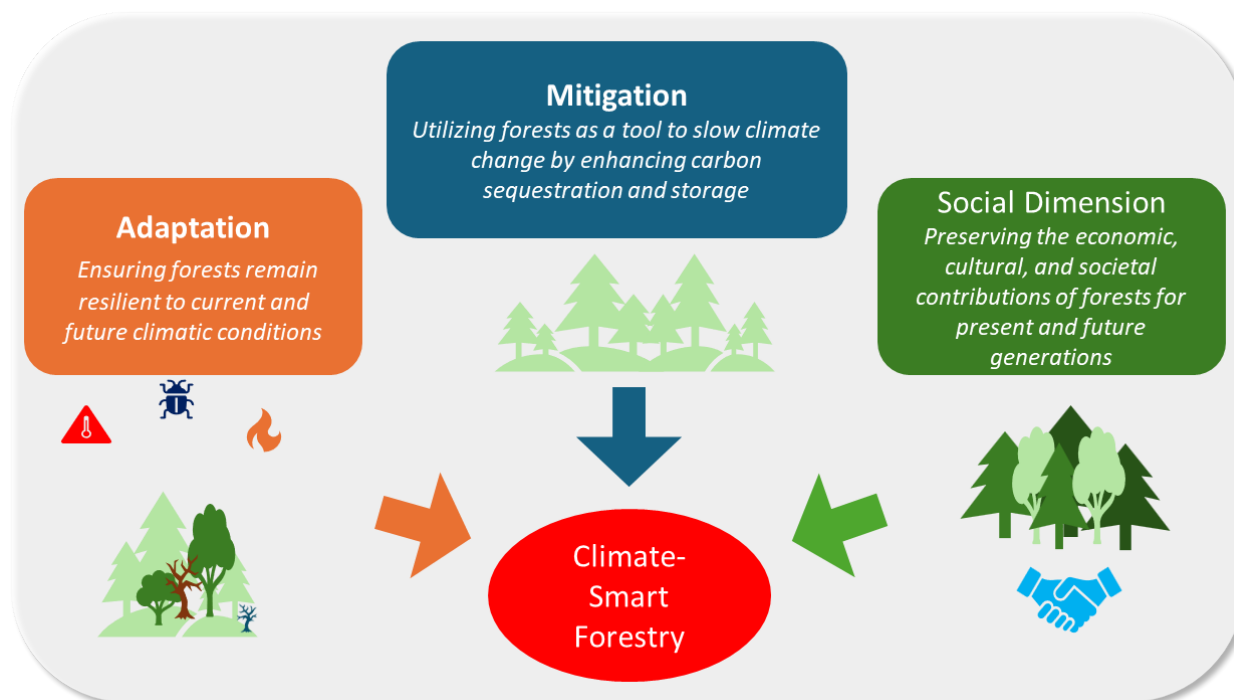 Mitigation
Utilizing forests as a tool to slow climate
change by enhancing carbon
sequestration and storage
Adaptation
Ensuring forests remain
resilient to current and
future climatic conditions
Social Dimension
Preserving the economic,
cultural, and societal
contributions of forests for
present and future
generations
Climate-
Smart
Forestry